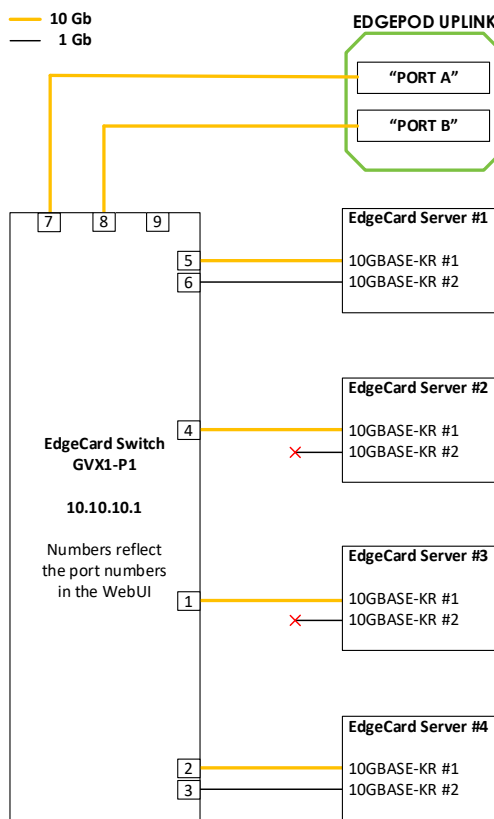 10 Gb
1 Gb
EDGEPOD UPLINK
“PORT A”
“PORT B”
7
8
9
EdgeCard Server #1
5
10GBASE-KR #1
6
10GBASE-KR #2
EdgeCard Server #2
4
10GBASE-KR #1
10GBASE-KR #2
EdgeCard Switch
GVX1-P1
10.10.10.1
Numbers reflect
the port numbers
in the WebUI
EdgeCard Server #3
1
10GBASE-KR #1
10GBASE-KR #2
EdgeCard Server #4
2
10GBASE-KR #1
3
10GBASE-KR #2